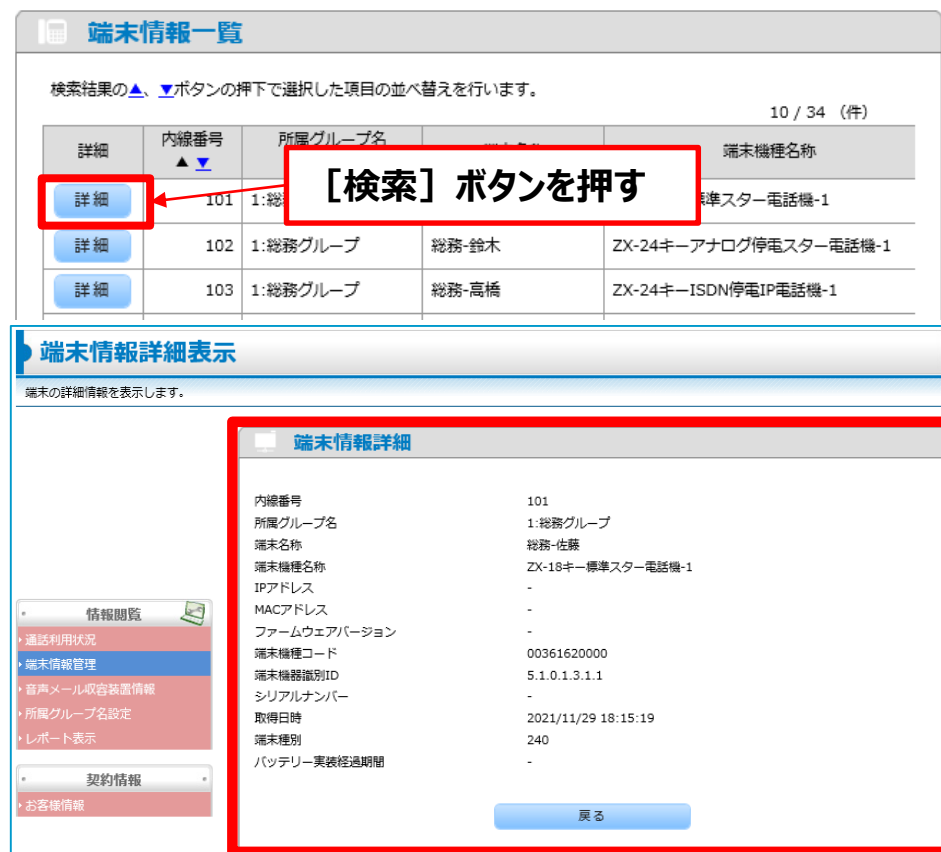 端末情報一覧
検索結果の▲、▼ボタンの押下で選択した項目の並べ替えを行います。
10 / 34 （件）
詳細 内線番号 所属グループ名 端末機種名称
▲ ▼
［検索］ボタンを押す
詳細 101 1:総 準スター電話機-1
詳細 102 1:総務グループ 総務-鈴木 ZX-24キーアナログ停電スター電話機-1
詳細 103 1:総務グループ 総務-高橋 ZX-24キーISDN停電IP電話機-1
端末情報詳細表示
端末の詳細情報を表示します。
端末情報詳細
内線番号 101
所属グループ名 1:総務グループ
端末名称 総務-佐藤
端末機種名称 ZX-18キー標準スター電話機-1
IPアドレス -
MACアドレス -
ファームウェアバージョン -
端末機種コード 00361620000
端末機器識別ID 5.1.0.1.3.1.1
シリアルナンバー -
取得日時 2021/11/29 18:15:19
端末種別 240
バッテリー実装経過期間 -
戻る
情報閲覧
通話利用状況
端末情報管理
音声メール収容装置情報
所属グループ名設定
レポート表示
契約情報
お客様情報